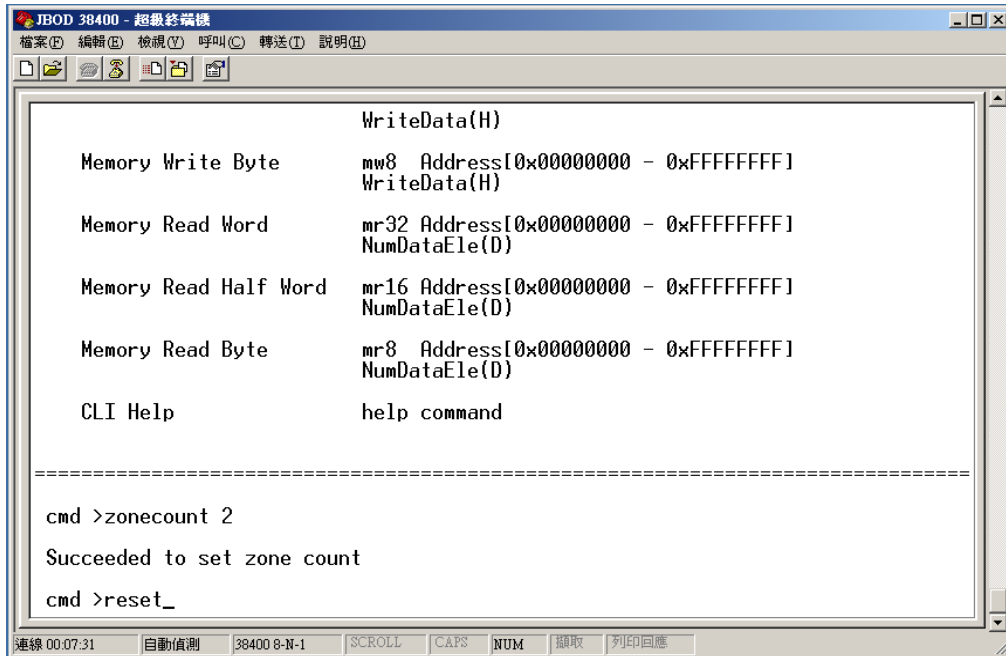 JBOD 38400 - 超級終端機
檔案(F) 編輯(E) 檢視(V) 呼叫(C) 轉送(T) 說明(H)
WriteData(H)
Memory Write Byte mw8 Address[0x00000000 - 0xFFFFFFFF]
WriteData(H)
Memory Read Word mr32 Address[0x00000000 - 0xFFFFFFFF]
NumDataEle(D)
Memory Read Half Word mr16 Address[0x00000000 - 0xFFFFFFFF]
NumDataEle(D)
Memory Read Byte mr8 Address[0x00000000 - 0xFFFFFFFF]
NumDataEle(D)
CLI Help help command
================================================================================
cmd >zonecount 2
Succeeded to set zone count
cmd >reset_
連線 00:07:31 自動偵測 38400 8-N-1 SCROLL CAPS NUM 擷取 列印回應